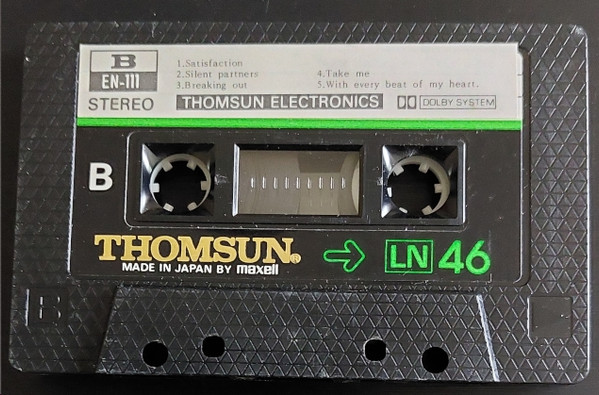 B
EN-111
STEREO
1.Satisfaction
2.Silent partners
3.Breaking out
4.Take me
5.With every beat of my heart.
THOMSUN ELECTRONICS
DOLBY SYSTEM
B
THOMSUN®
MADE IN JAPAN BY maxell
LN 46
B